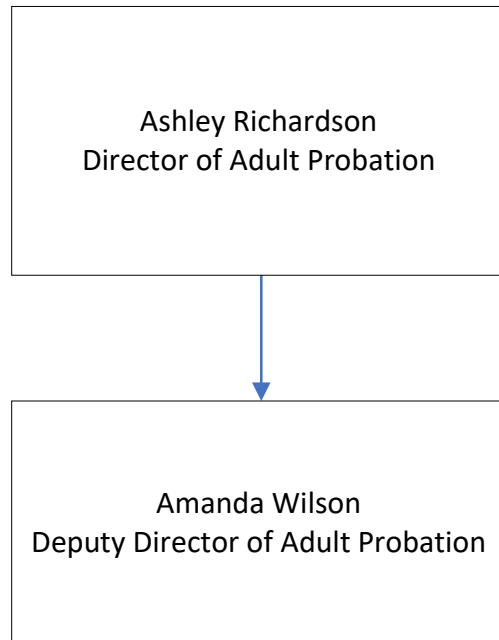 Ashley Richardson
Director of Adult Probation
Amanda Wilson
Deputy Director of Adult Probation